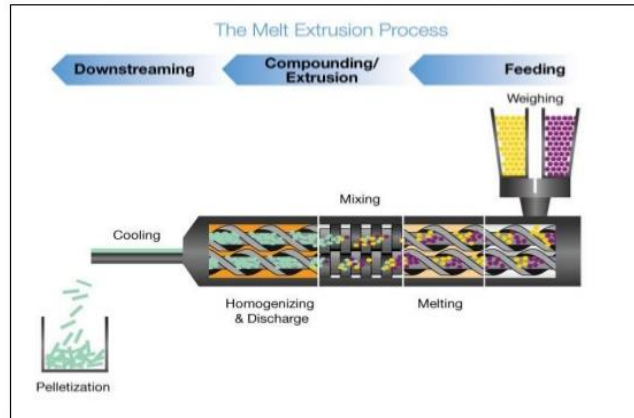 The Melt Extrusion Process
Downstreaming
Compounding/
Extrusion
Feeding
Weighing
Mixing
Cooling
Homogenizing
& Discharge
Melting
Pelletization